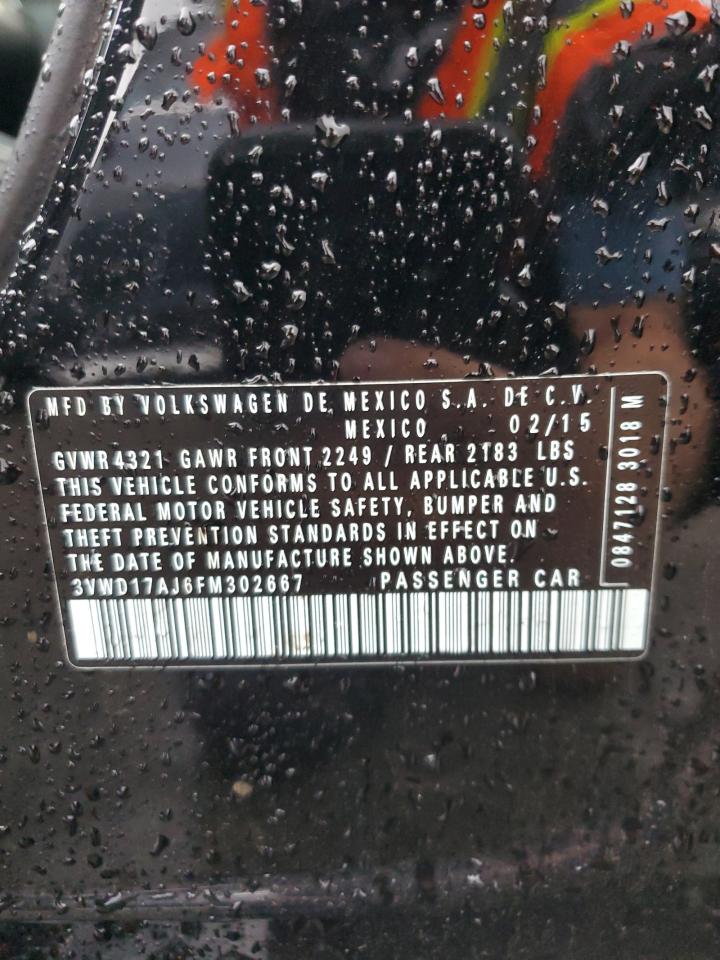 MFD BY VOLKSWAGEN DE MEXICO S.A. DE C.V.
MEXICO 02/15
GVWR 4321 GAWR FRONT 2249 / REAR 2183 LBS
THIS VEHICLE CONFORMS TO ALL APPLICABLE U.S.
FEDERAL MOTOR VEHICLE SAFETY, BUMPER AND
THEFT PREVENTION STANDARDS IN EFFECT ON
THE DATE OF MANUFACTURE SHOWN ABOVE.
3VWD17AJ6FM302667 PASSENGER CAR
0847128 3018 M